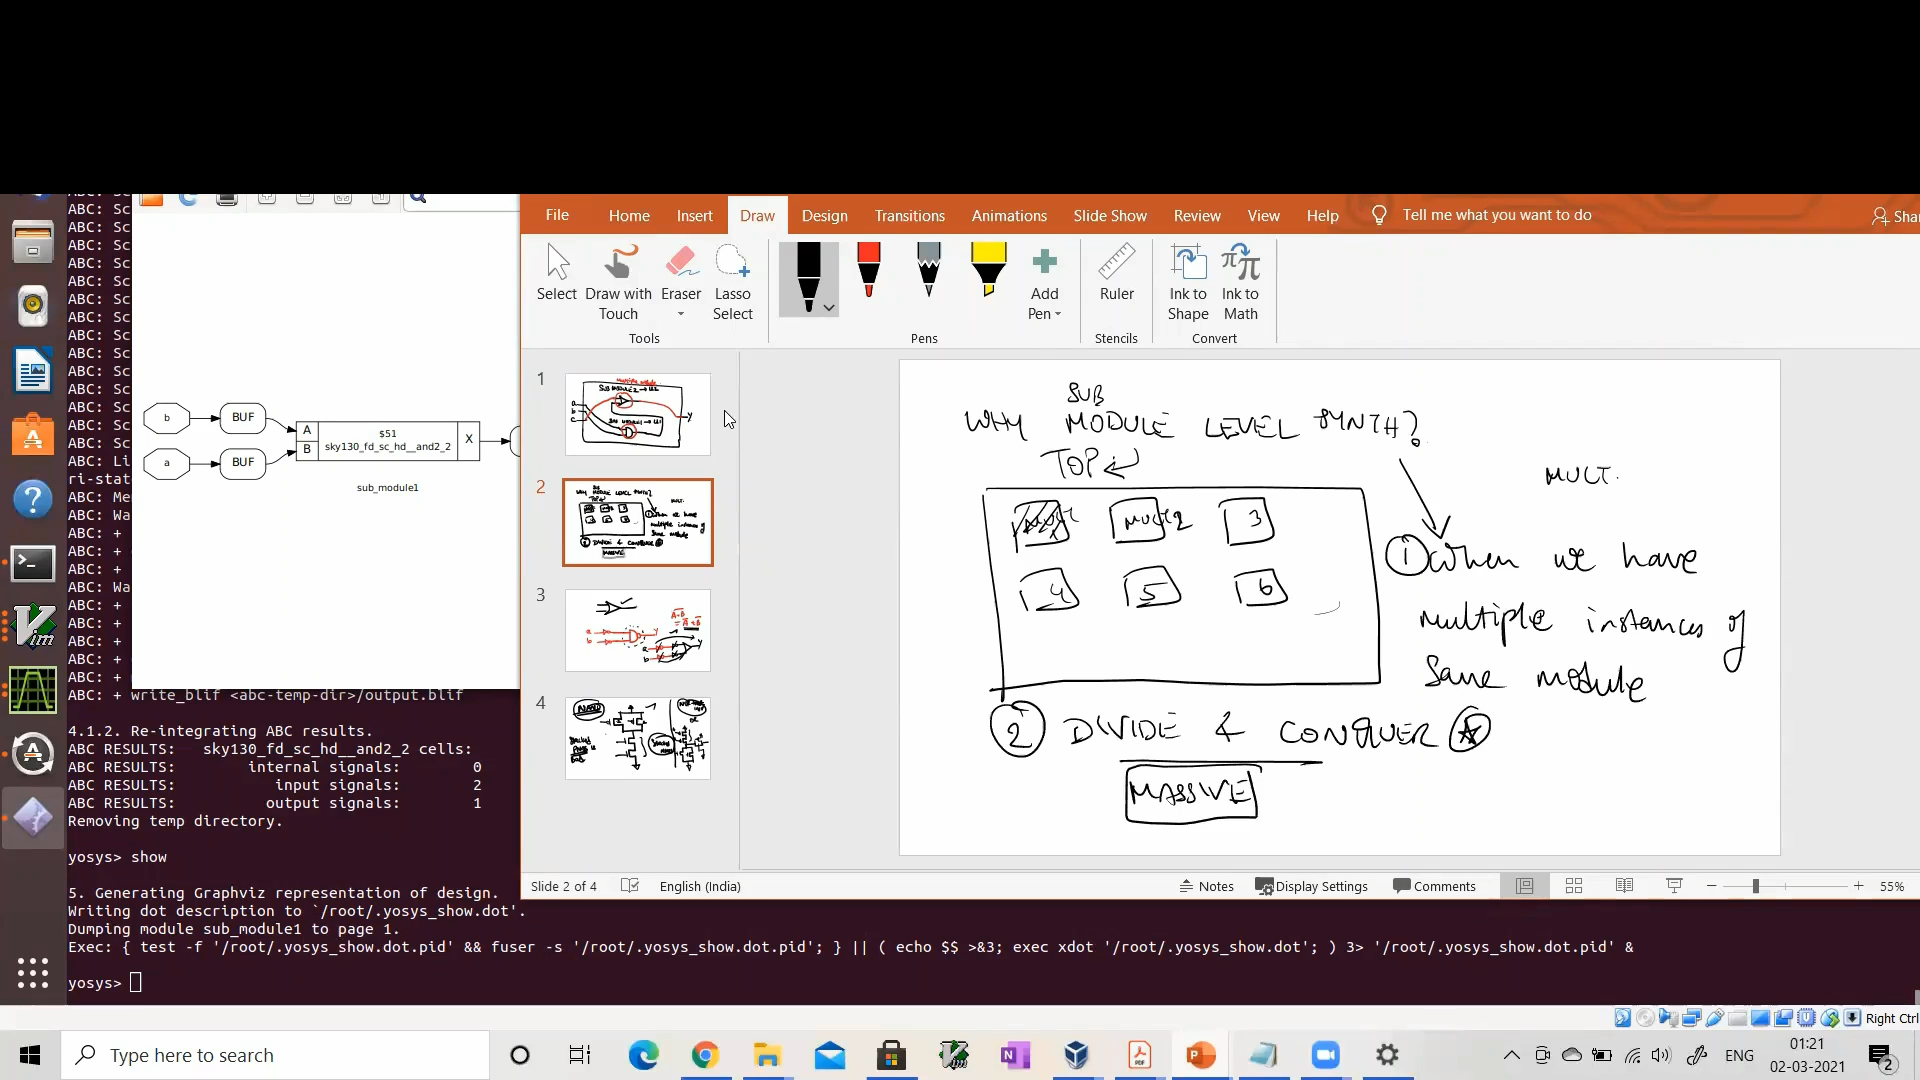 File Home Insert Draw Design Transitions Animations Slide Show Review View Help Tell me what you want to do
Select
Draw with Touch
Eraser
Lasso Select
Add Pen
Ruler
Ink to Shape
Ink to Math
Tools
Pens
Stencils
Convert
ABC: Sc
ABC: Sc
ABC: Sc
ABC: Sc
ABC: Sc
ABC: Sc
ABC: Sc
ABC: Sc
ABC: Sc
ABC: Sc
ABC: Sc
ABC: Sc
ABC: Sc
ABC: Sc
ABC: Li
ri-stat
ABC: Me
ABC: Wa
ABC: +
ABC: +
ABC: +
ABC: Wa
ABC: +
ABC: +
ABC: +
ABC: +
ABC: +
ABC: + write_blif <abc-temp-dir>/output.blif
b BUF
a BUF
A
B
$51
sky130_fd_sc_hd__and2_2
X
sub_module1
1
2
3
4
SUB
WHY MODULE LEVEL SYNTH?
TOP
MULT.
MULT2 3
4 5 6
1 When we have
multiple instances of
Same module
2 DIVIDE & CONQUER
MASSIVE
4.1.2. Re-integrating ABC results.
ABC RESULTS: sky130_fd_sc_hd__and2_2 cells:
ABC RESULTS: internal signals: 0
ABC RESULTS: input signals: 2
ABC RESULTS: output signals: 1
Removing temp directory.
yosys> show
Slide 2 of 4 English (India) Notes Display Settings Comments 55%
5. Generating Graphviz representation of design.
Writing dot description to `/root/.yosys_show.dot'.
Dumping module sub_module1 to page 1.
Exec: { test -f '/root/.yosys_show.dot.pid' && fuser -s '/root/.yosys_show.dot.pid'; } || ( echo $$ >&3; exec xdot '/root/.yosys_show.dot'; ) 3> '/root/.yosys_show.dot.pid' &
yosys>
Right Ctrl
Type here to search
ENG
01:21
02-03-2021
2